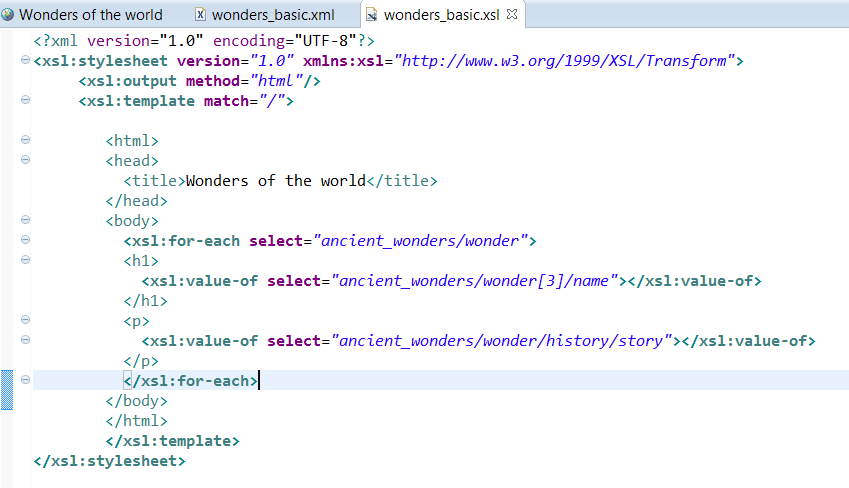 Wonders of the world wonders_basic.xml wonders_basic.xsl
<?xml version="1.0" encoding="UTF-8"?>
<xsl:stylesheet version="1.0" xmlns:xsl="http://www.w3.org/1999/XSL/Transform">
<xsl:output method="html"/>
<xsl:template match="/">
<html>
<head>
<title>Wonders of the world</title>
</head>
<body>
<xsl:for-each select="ancient_wonders/wonder">
<h1>
<xsl:value-of select="ancient_wonders/wonder[3]/name"></xsl:value-of>
</h1>
<p>
<xsl:value-of select="ancient_wonders/wonder/history/story"></xsl:value-of>
</p>
</xsl:for-each>
</body>
</html>
</xsl:template>
</xsl:stylesheet>